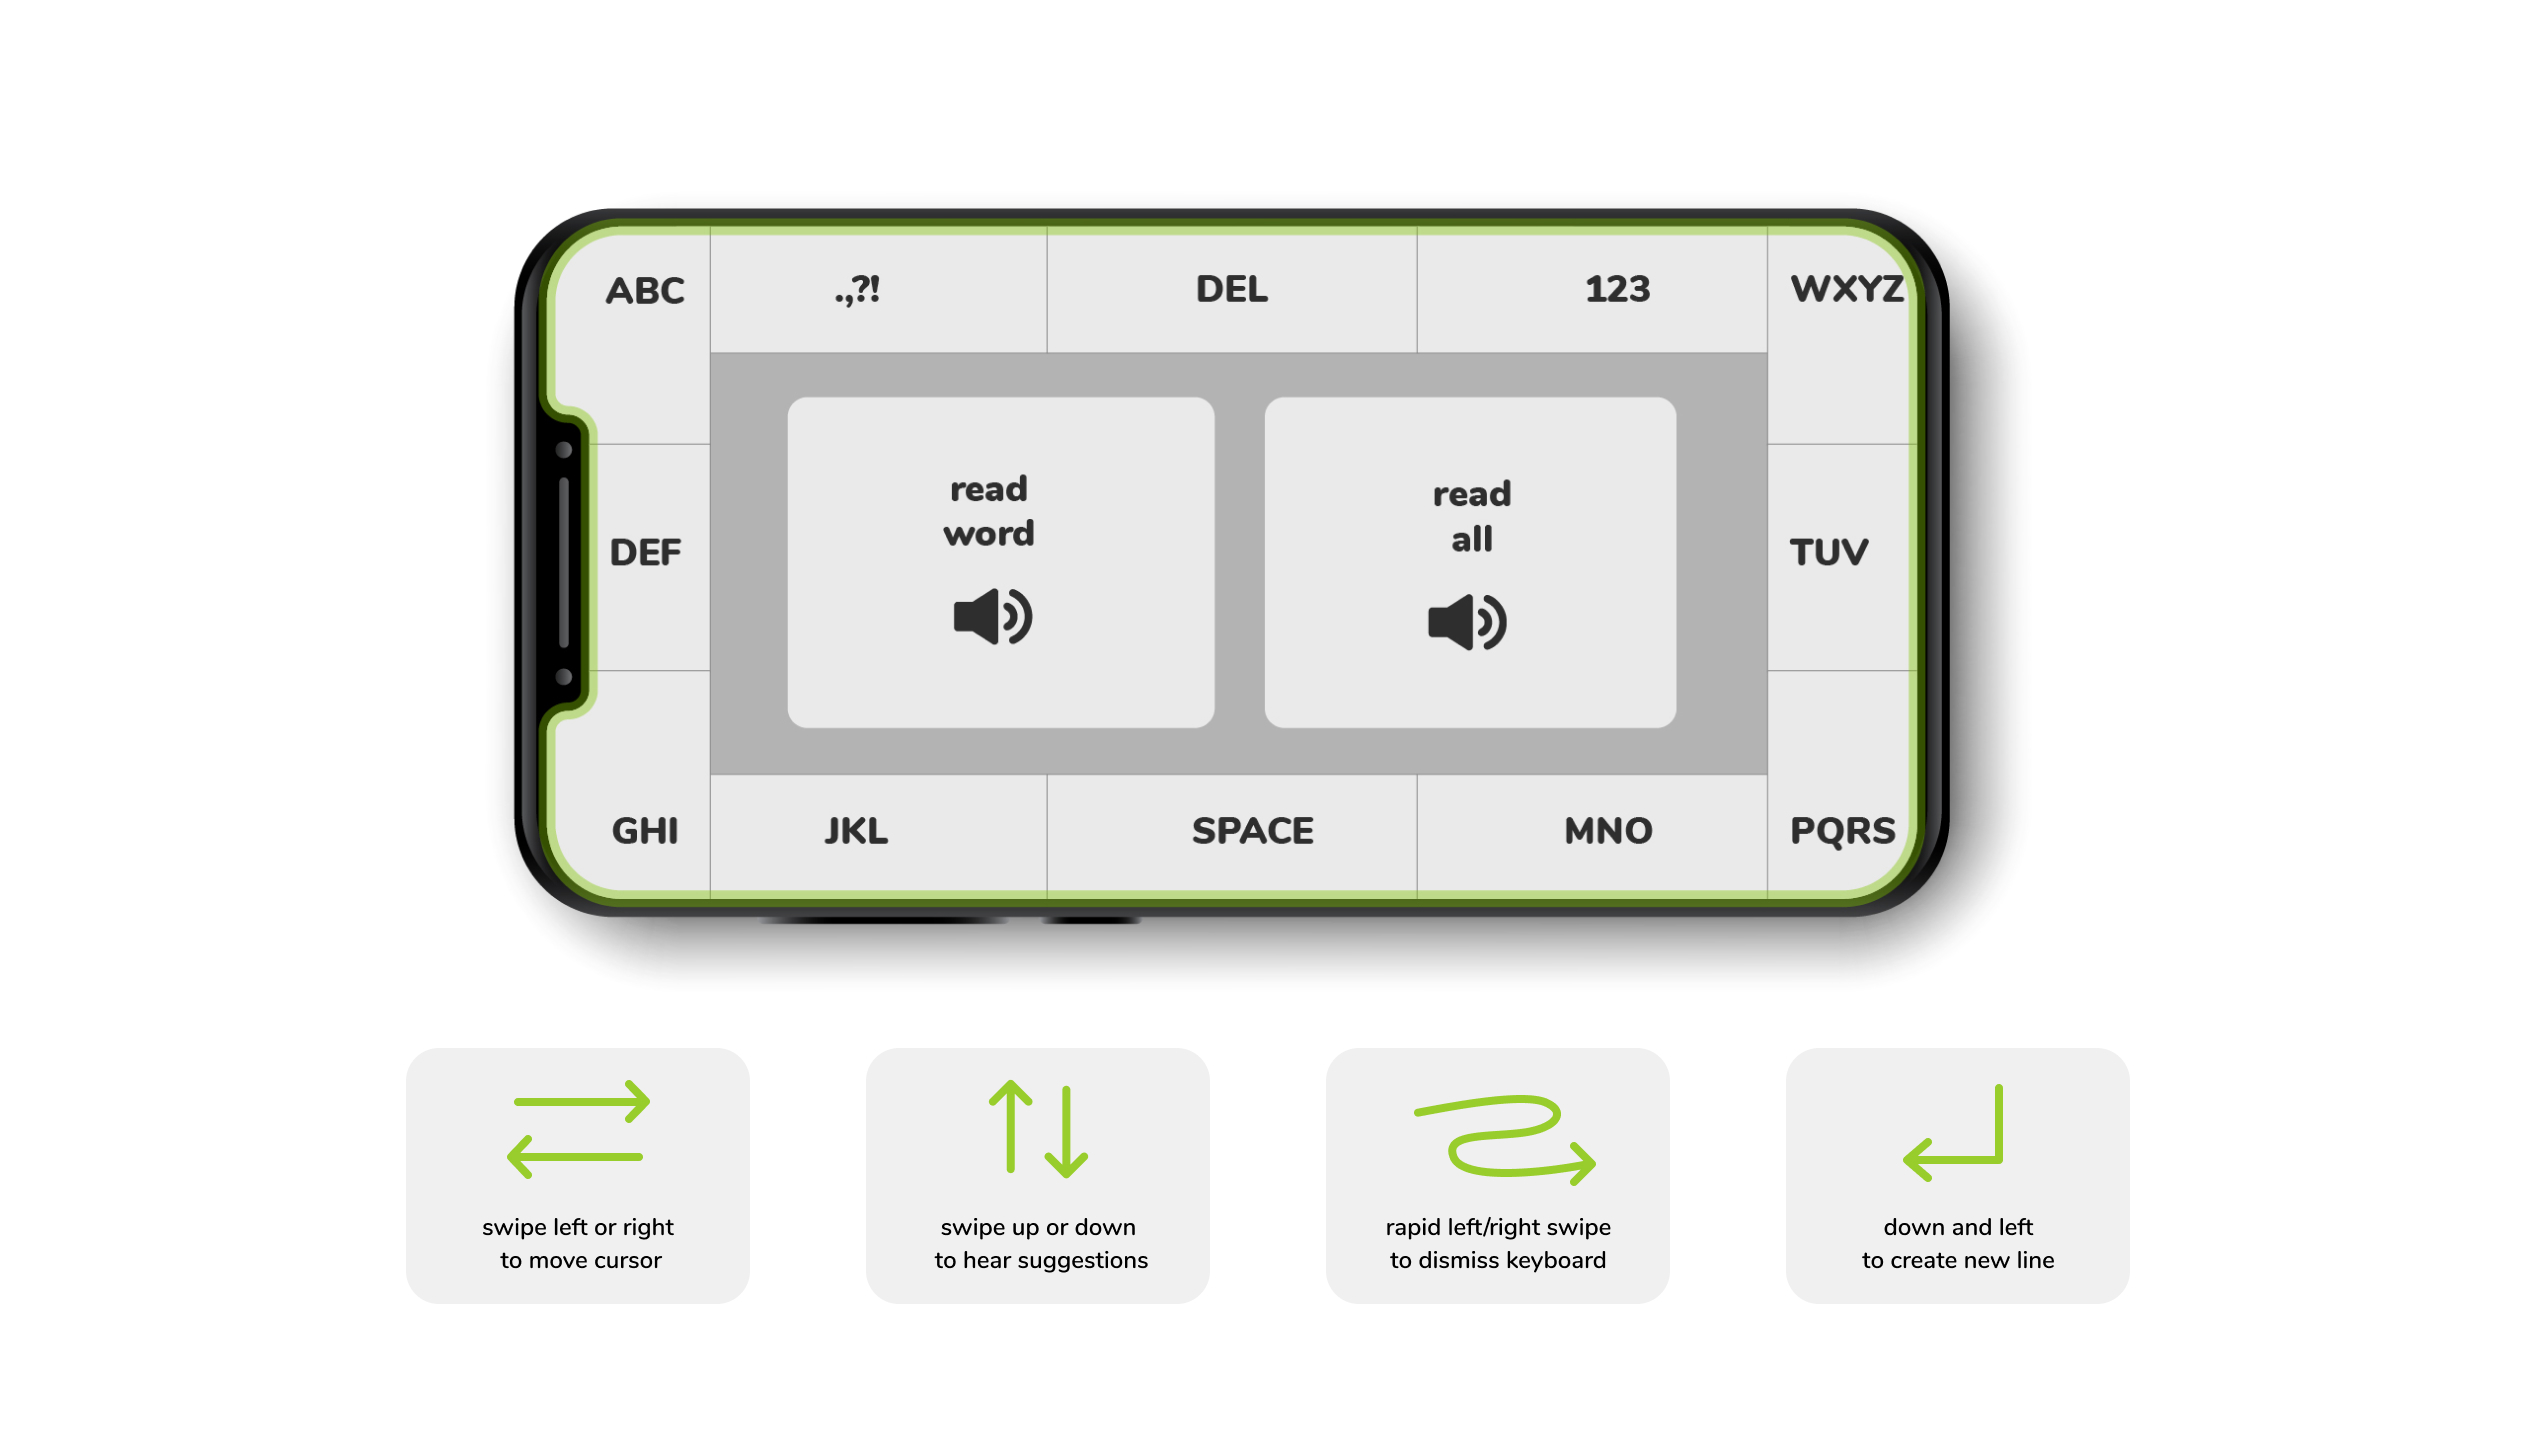 ABC
.,?!
DEL
123
WXYZ
read
word
read
all
DEF
TUV
GHI
JKL
SPACE
MNO
PQRS
swipe left or right
to move cursor
swipe up or down
to hear suggestions
rapid left/right swipe
to dismiss keyboard
down and left
to create new line